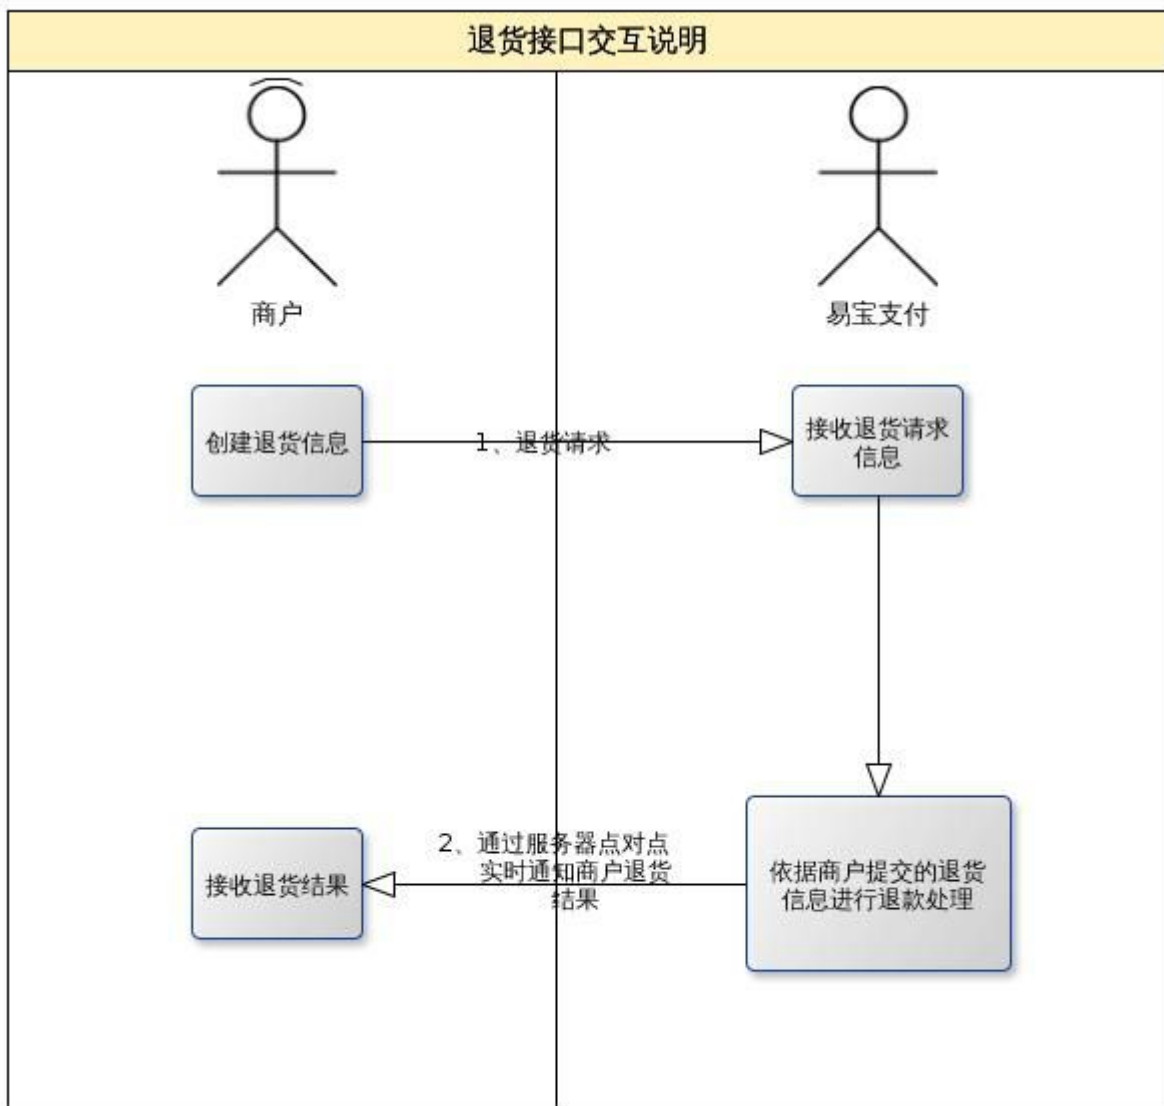 退货接口交互说明
商户
易宝支付
创建退货信息
1、退货请求
接收退货请求
信息
接收退货结果
2、通过服务器点对点
实时通知商户退货
结果
依据商户提交的退货
信息进行退款处理